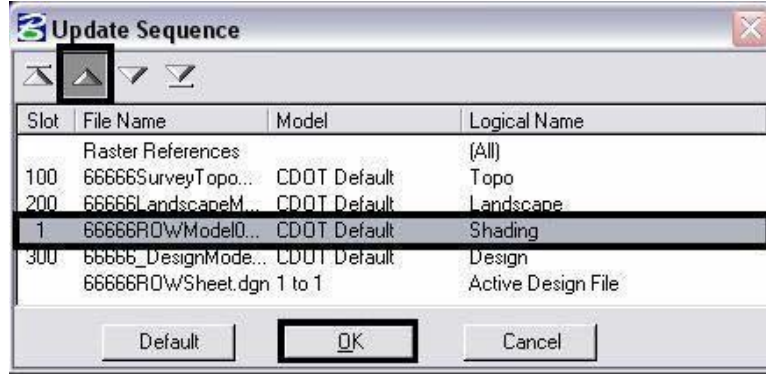 Update Sequence
Slot File Name Model Logical Name
Raster References (All)
100 66666SurveyTopo... CDOT Default Topo
200 66666LandscapeM... CDOT Default Landscape
1 66666ROWModel0... CDOT Default Shading
300 66666_DesignMode... CDOT Default Design
66666ROWSheet.dgn 1 to 1 Active Design File
Default OK Cancel